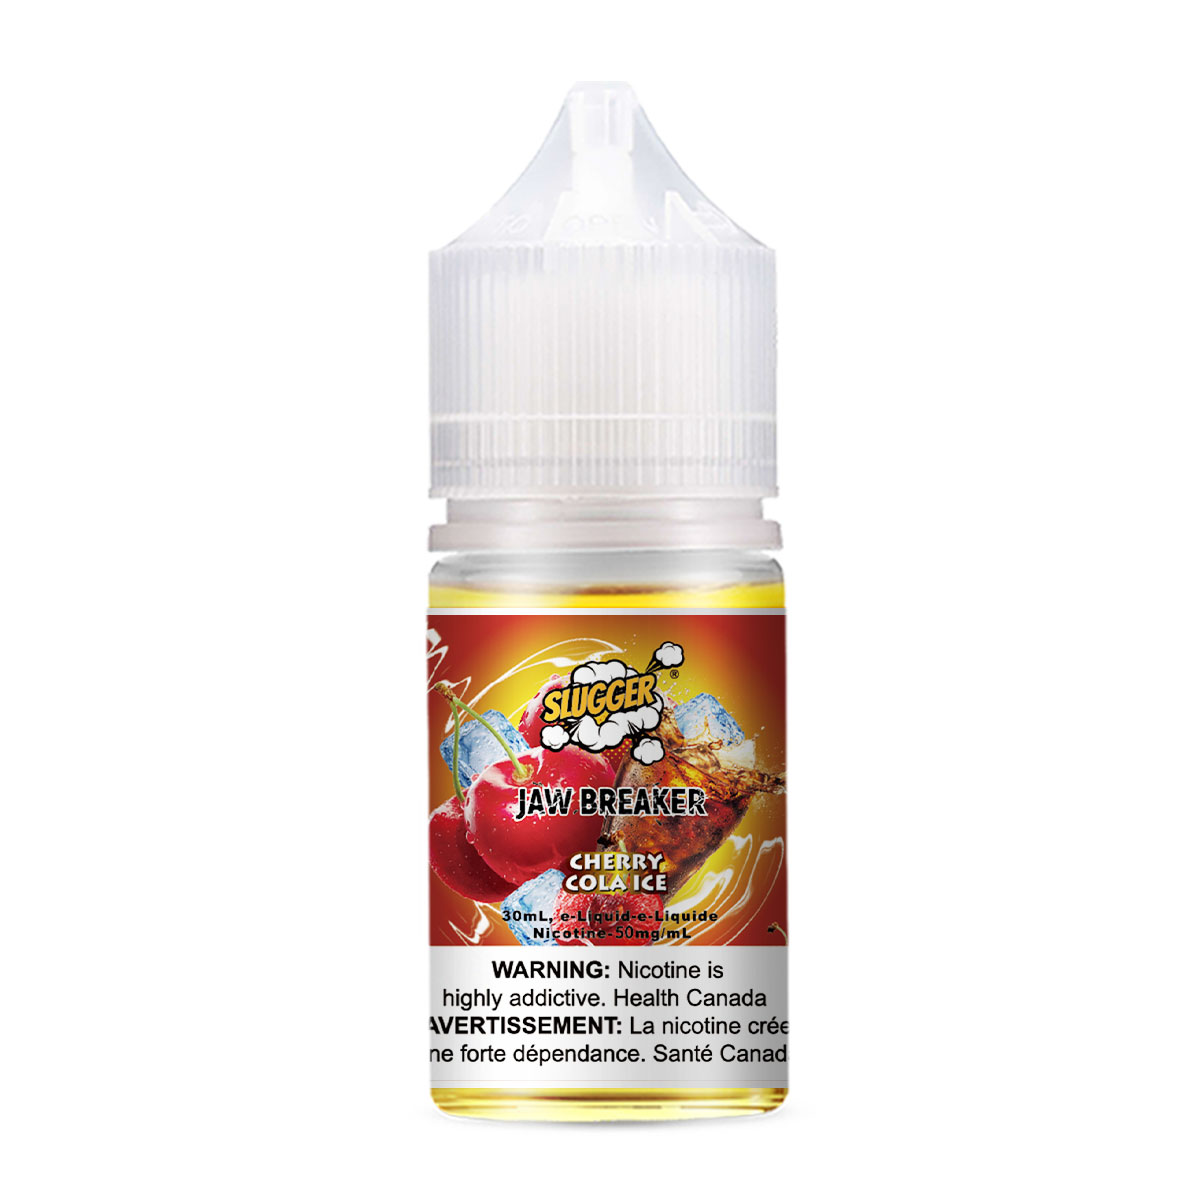 SLUGGER®
JAW BREAKER
CHERRY
COLA ICE
30mL, e-Liquid-e-Liquide
Nicotine-50mg/mL
WARNING: Nicotine is
highly addictive. Health Canada
AVERTISSEMENT: La nicotine crée
ne forte dépendance. Santé Canad